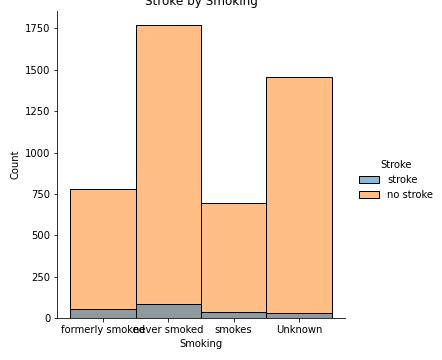 Stroke by Smoking
1750
1500
1250
1000
750
500
250
0
Count
formerly smoked never smoked smokes Unknown
Smoking
Stroke
stroke
no stroke